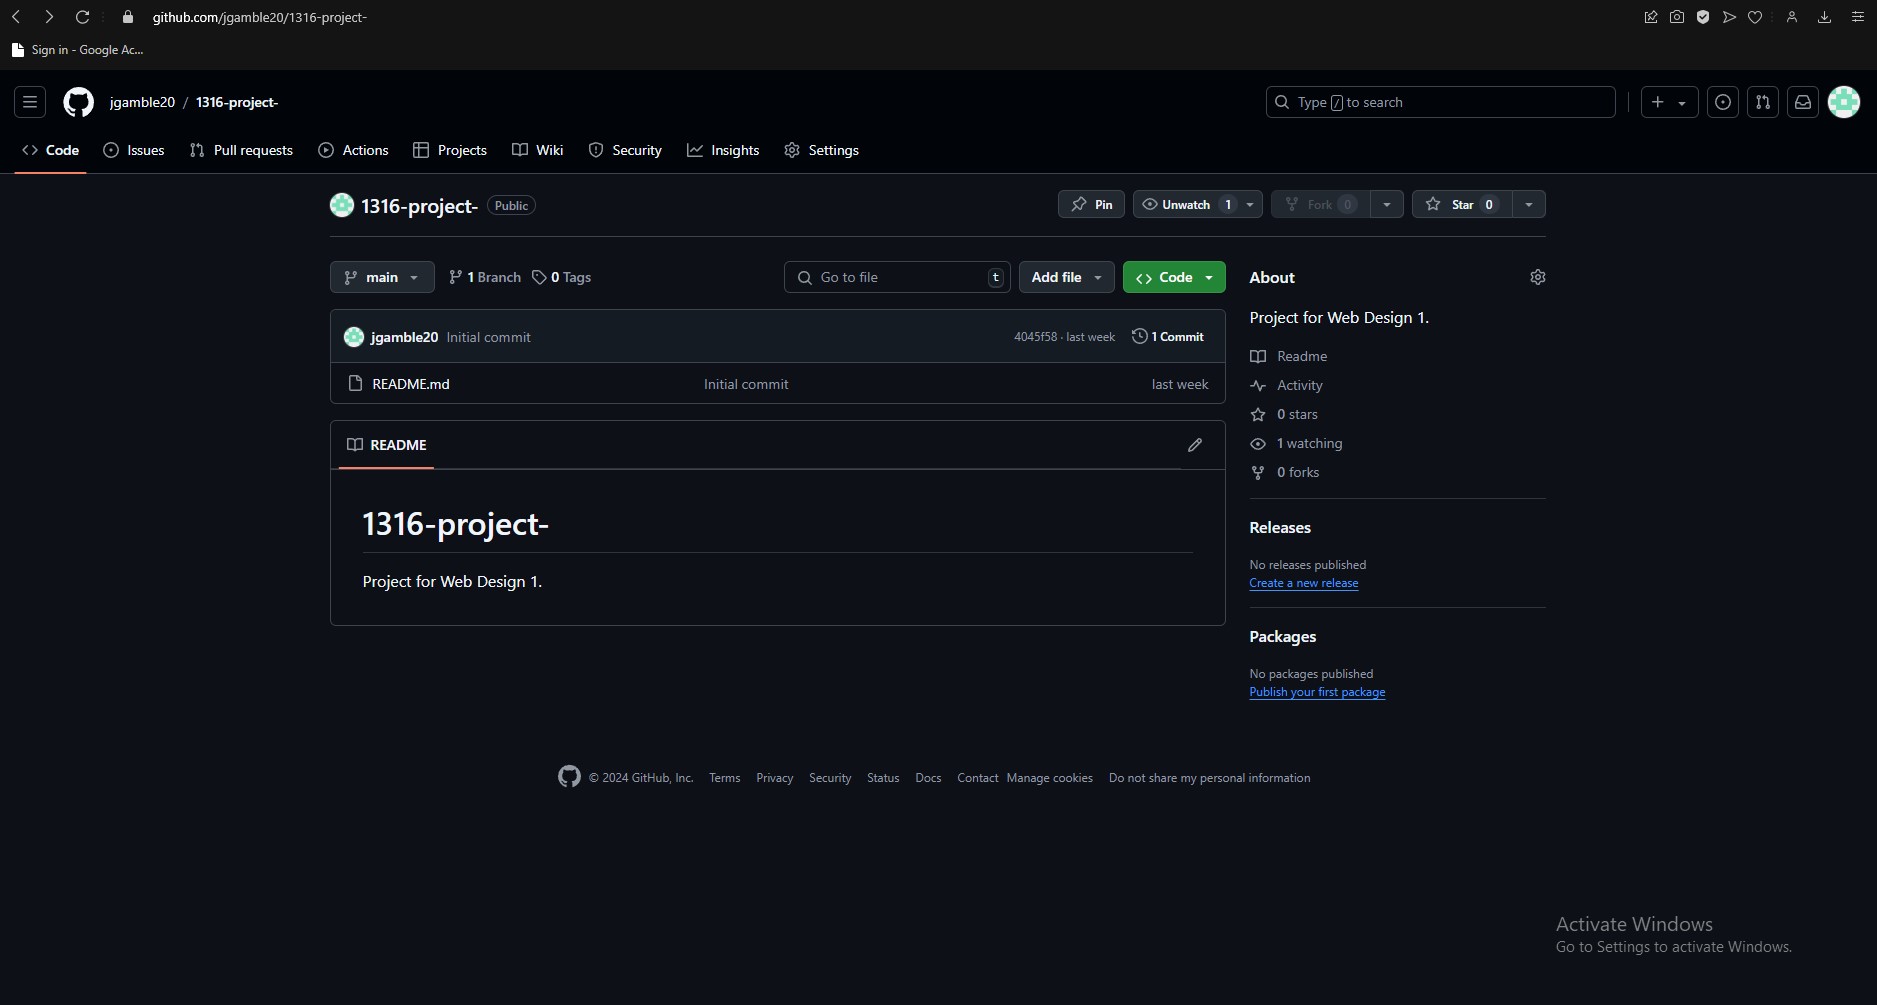 github.com/jgamble20/1316-project-
Sign in - Google Ac...
jgamble20 / 1316-project-
Type / to search
Code Issues Pull requests Actions Projects Wiki Security Insights Settings
1316-project- Public
Pin Unwatch 1 Fork 0 Star 0
main 1 Branch 0 Tags Go to file t Add file Code
About
Project for Web Design 1.
jgamble20 Initial commit 4045f58 · last week 1 Commit
README.md Initial commit last week
Readme
Activity
0 stars
1 watching
0 forks
README
1316-project-
Project for Web Design 1.
Releases
No releases published
Create a new release
Packages
No packages published
Publish your first package
© 2024 GitHub, Inc. Terms Privacy Security Status Docs Contact Manage cookies Do not share my personal information
Activate Windows
Go to Settings to activate Windows.